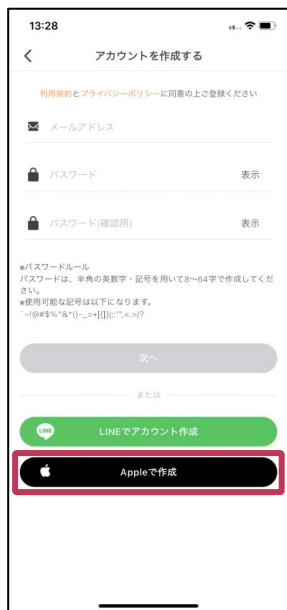 13:28
アカウントを作成する
利用規約とプライバシーポリシーに同意の上ご登録ください
メールアドレス
パスワード 表示
パスワード(確認用) 表示
※パスワードルール
パスワードは、半角の英数字・記号を用いて8〜64字で作成してくだ
さい。
※使用可能な記号は以下になります。
`~!@#$%^&*()-_=+[{]}|;:'",<.>/?
次へ
または
LINE LINEでアカウント作成
Appleで作成